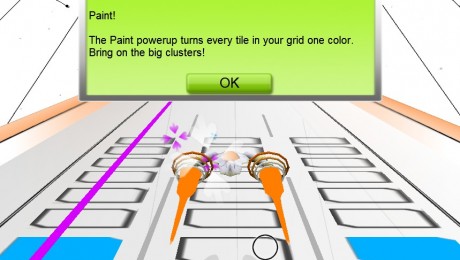 Paint!
The Paint powerup turns every tile in your grid one color.
Bring on the big clusters!
OK